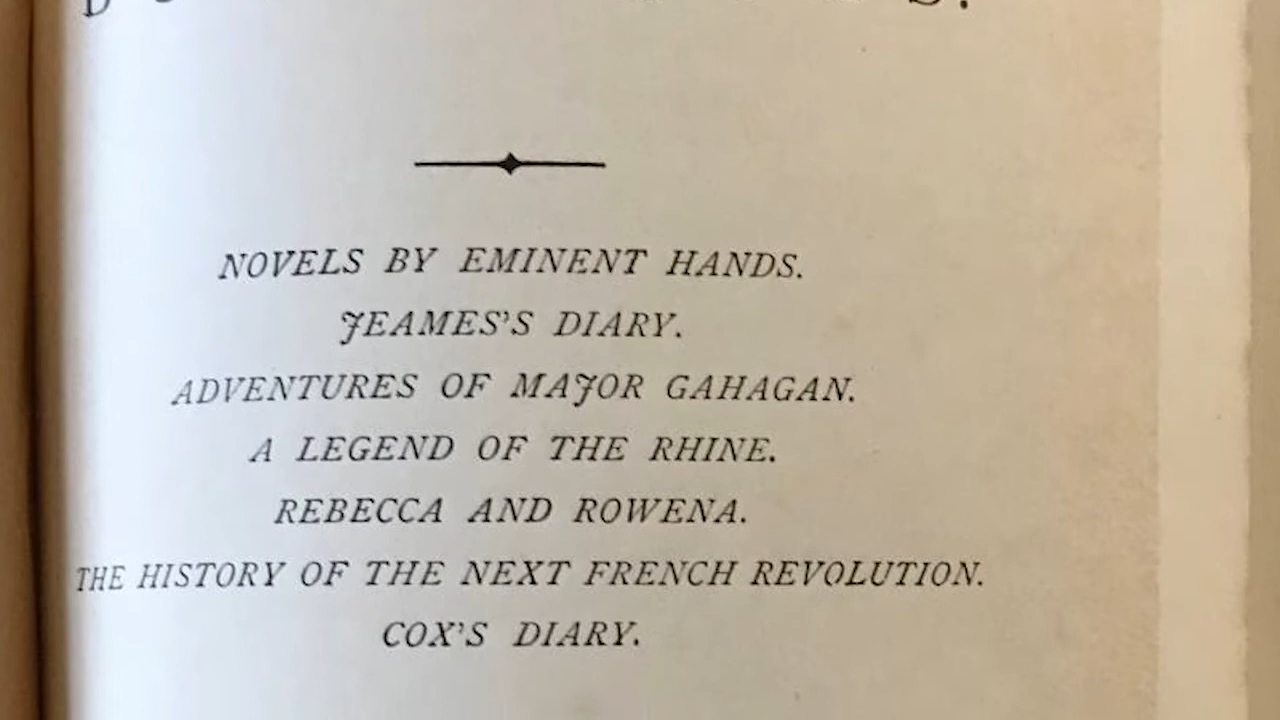 NOVELS BY EMINENT HANDS.
JEAMES'S DIARY.
ADVENTURES OF MAJOR GAHAGAN.
A LEGEND OF THE RHINE.
REBECCA AND ROWENA.
THE HISTORY OF THE NEXT FRENCH REVOLUTION.
COX'S DIARY.